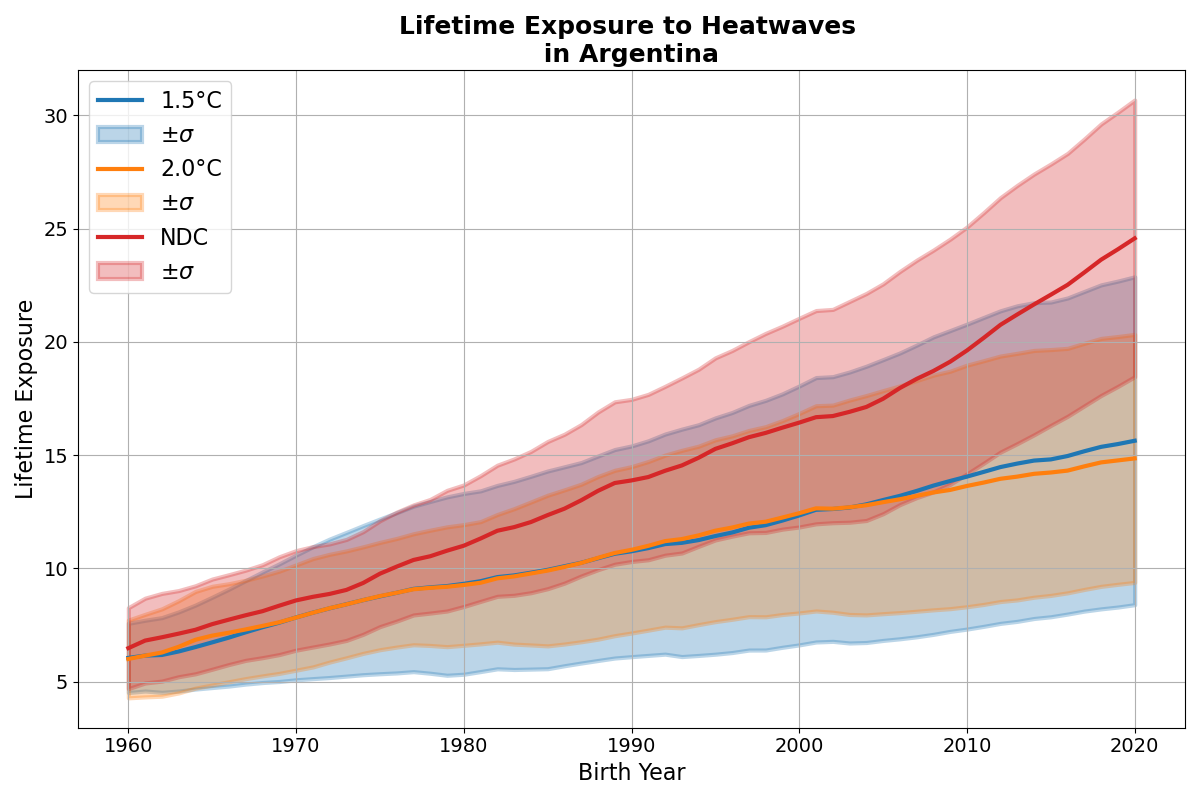 Lifetime Exposure to Heatwaves
in Argentina
1.5°C
±σ
2.0°C
±σ
NDC
±σ
Lifetime Exposure
30
25
20
15
10
5
1960
1970
1980
1990
2000
2010
2020
Birth Year